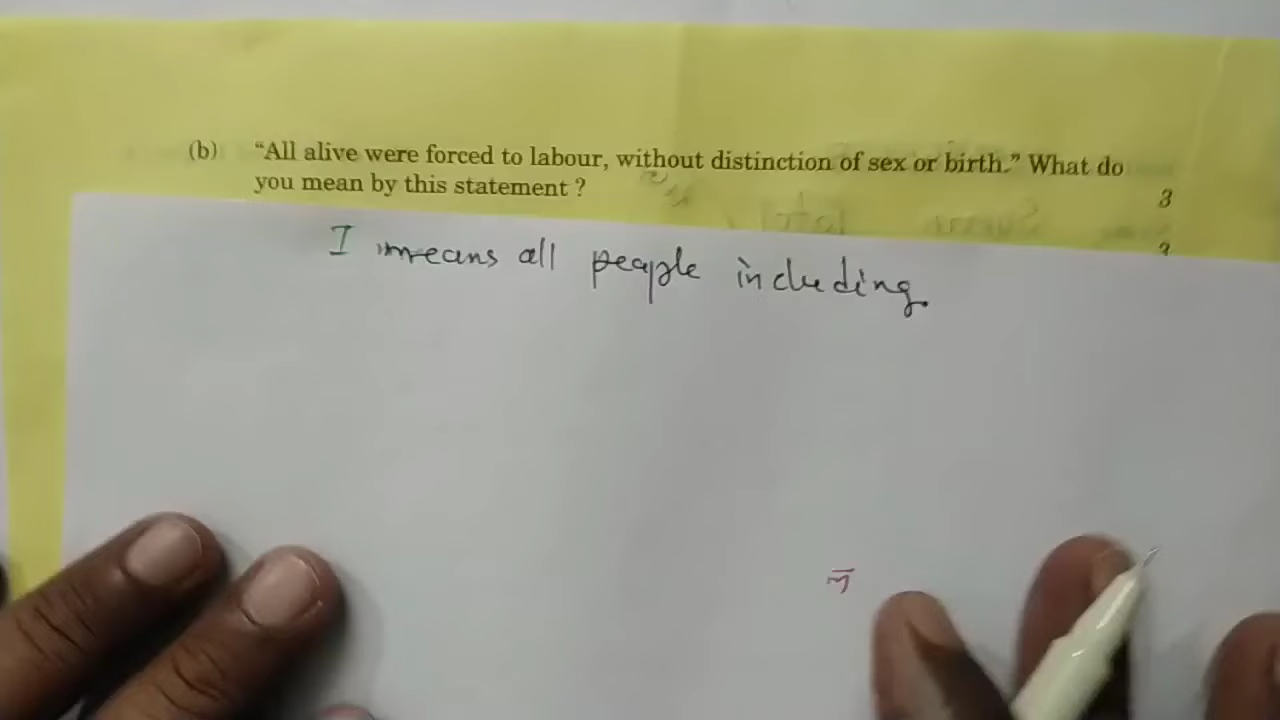 (b) "All alive were forced to labour, without distinction of sex or birth." What do
you mean by this statement ? 3
I means all people including